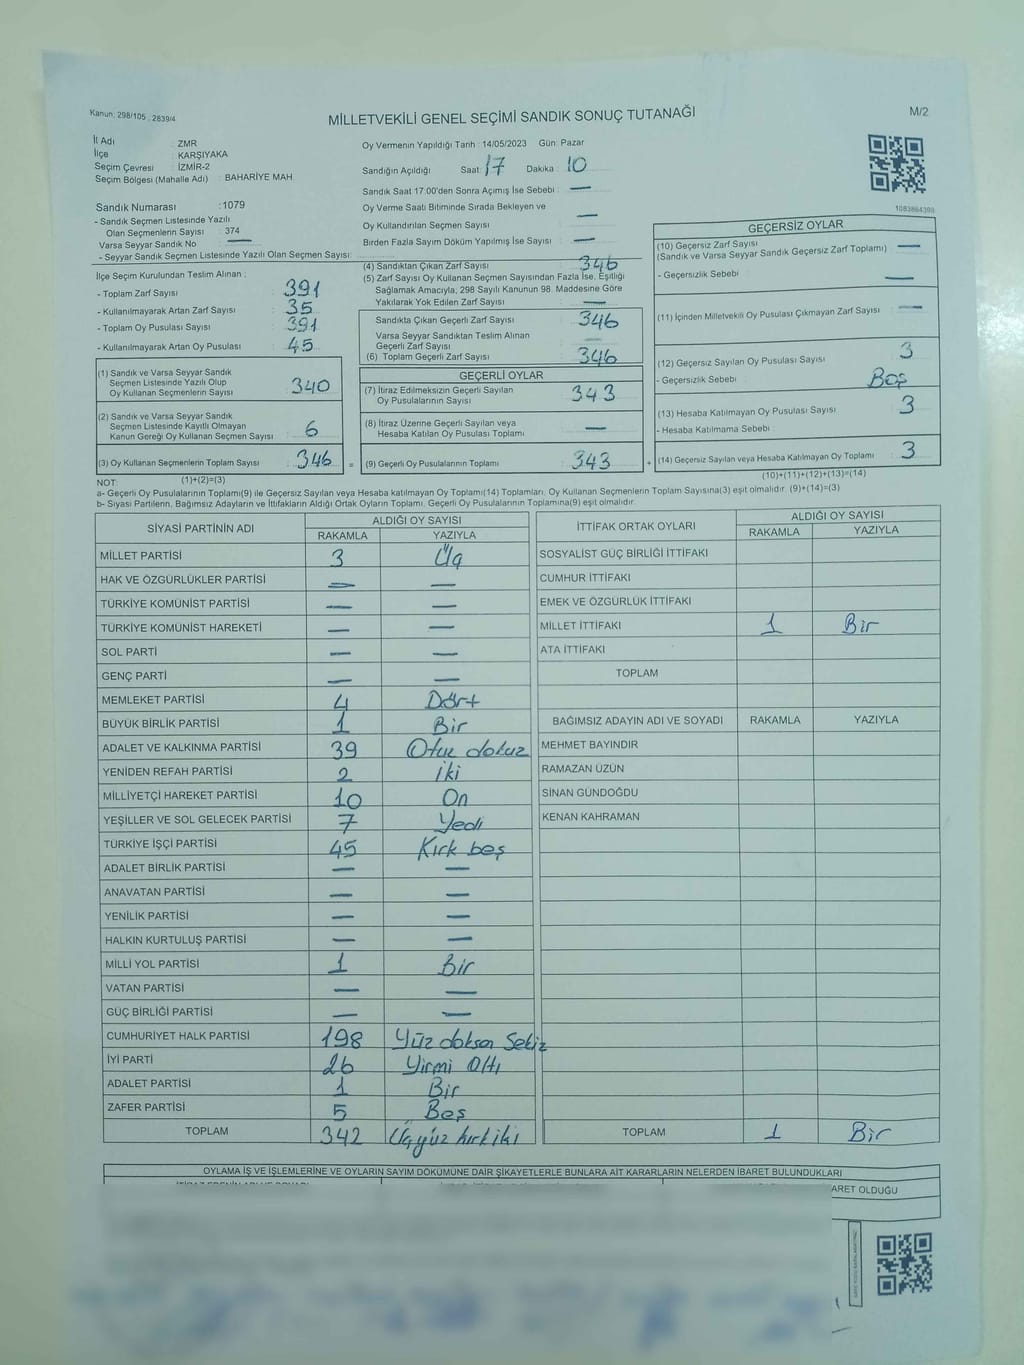 Kanun: 298/105 , 2839/4
MİLLETVEKİLİ GENEL SEÇİMİ SANDIK SONUÇ TUTANAĞI
M/2
İl Adı : ZMR
İlçe : KARŞIYAKA
Seçim Çevresi : İZMİR-2
Seçim Bölgesi (Mahalle Adı) : BAHARİYE MAH.
Sandık Numarası :1079
- Sandık Seçmen Listesinde Yazılı
Olan Seçmenlerin Sayısı : 374
Varsa Seyyar Sandık No —
- Seyyar Sandık Seçmen Listesinde Yazılı Olan Seçmen Sayısı :
Oy Vermenin Yapıldığı Tarih : 14/05/2023 Gün: Pazar
Sandığın Açıldığı Saat: 17 Dakika : 10
Sandık Saat 17:00'den Sonra Açımış İse Sebebi : —
Oy Verme Saati Bitiminde Sırada Bekleyen ve
Oy Kullandırılan Seçmen Sayısı —
Birden Fazla Sayım Döküm Yapılmış İse Sayısı —
1083864398
İlçe Seçim Kurulundan Teslim Alınan :
- Toplam Zarf Sayısı : 391
- Kullanılmayarak Artan Zarf Sayısı : 35
- Toplam Oy Pusulası Sayısı : 391
- Kullanılmayarak Artan Oy Pusulası : 45
(1) Sandık ve Varsa Seyyar Sandık
Seçmen Listesinde Yazılı Olup
Oy Kullanan Seçmenlerin Sayısı : 340
(2) Sandık ve Varsa Seyyar Sandık
Seçmen Listesinde Kayıtlı Olmayan
Kanun Gereği Oy Kullanan Seçmen Sayısı : 6
(3) Oy Kullanan Seçmenlerin Toplam Sayısı : 346
(4) Sandıktan Çıkan Zarf Sayısı : 346
(5) Zarf Sayısı Oy Kullanan Seçmen Sayısından Fazla İse, Eşitliği
Sağlamak Amacıyla; 298 Sayılı Kanunun 98. Maddesine Göre
Yakılarak Yok Edilen Zarf Sayısı : —
Sandıkta Çıkan Geçerli Zarf Sayısı : 346
Varsa Seyyar Sandıktan Teslim Alınan
Geçerli Zarf Sayısı : —
(6) Toplam Geçerli Zarf Sayısı : 346
GEÇERLİ OYLAR
(7) İtiraz Edilmeksizin Geçerli Sayılan
Oy Pusulalarının Sayısı : 343
(8) İtiraz Üzerine Geçerli Sayılan veya
Hesaba Katılan Oy Pusulası Toplamı : —
= (9) Geçerli Oy Pusulalarının Toplamı : 343 +
GEÇERSİZ OYLAR
(10) Geçersiz Zarf Sayısı : —
(Sandık ve Varsa Seyyar Sandık Geçersiz Zarf Toplamı)
- Geçersizlik Sebebi : —
(11) İçinden Milletvekili Oy Pusulası Çıkmayan Zarf Sayısı : —
(12) Geçersiz Sayılan Oy Pusulası Sayısı : 3
- Geçersizlik Sebebi : Boş
(13) Hesaba Katılmayan Oy Pusulası Sayısı : 3
- Hesaba Katılmama Sebebi :
(14) Geçersiz Sayılan veya Hesaba Katılmayan Oy Toplamı : 3
NOT: (1)+(2)=(3) (10)+(11)+(12)+(13)=(14)
a- Geçerli Oy Pusulalarının Toplamı(9) ile Geçersiz Sayılan veya Hesaba katılmayan Oy Toplamı(14) Toplamları, Oy Kullanan Seçmenlerin Toplam Sayısına(3) eşit olmalıdır. (9)+(14)=(3)
b- Siyasi Partilerin, Bağımsız Adayların ve İttifakların Aldığı Ortak Oyların Toplamı, Geçerli Oy Pusulalarının Toplamına(9) eşit olmalıdır.
SİYASİ PARTİNİN ADI ALDIĞI OY SAYISI
RAKAMLA YAZIYLA
MİLLET PARTİSİ 3 Üç
HAK VE ÖZGÜRLÜKLER PARTİSİ — —
TÜRKİYE KOMÜNİST PARTİSİ — —
TÜRKİYE KOMÜNİST HAREKETİ — —
SOL PARTİ — —
GENÇ PARTİ — —
MEMLEKET PARTİSİ 4 Dört
BÜYÜK BİRLİK PARTİSİ 1 Bir
ADALET VE KALKINMA PARTİSİ 39 Otuz dokuz
YENİDEN REFAH PARTİSİ 2 iki
MİLLİYETÇİ HAREKET PARTİSİ 10 On
YEŞİLLER VE SOL GELECEK PARTİSİ 7 Yedi
TÜRKİYE İŞÇİ PARTİSİ 45 Kırk beş
ADALET BİRLİK PARTİSİ — —
ANAVATAN PARTİSİ — —
YENİLİK PARTİSİ — —
HALKIN KURTULUŞ PARTİSİ — —
MİLLİ YOL PARTİSİ 1 Bir
VATAN PARTİSİ — —
GÜÇ BİRLİĞİ PARTİSİ — —
CUMHURİYET HALK PARTİSİ 198 Yüz doksan Sekiz
İYİ PARTİ 26 Yirmi Altı
ADALET PARTİSİ 1 Bir
ZAFER PARTİSİ 5 Beş
TOPLAM 342 Üçyüz kırk iki
İTTİFAK ORTAK OYLARI ALDIĞI OY SAYISI
RAKAMLA YAZIYLA
SOSYALİST GÜÇ BİRLİĞİ İTTİFAKI
CUMHUR İTTİFAKI
EMEK VE ÖZGÜRLÜK İTTİFAKI
MİLLET İTTİFAKI 1 Bir
ATA İTTİFAKI
TOPLAM
BAĞIMSIZ ADAYIN ADI VE SOYADI RAKAMLA YAZIYLA
MEHMET BAYINDIR
RAMAZAN UZUN
SİNAN GÜNDOĞDU
KENAN KAHRAMAN
TOPLAM 1 Bir
OYLAMA İŞ VE İŞLEMLERİNE VE OYLARIN SAYIM DÖKÜMÜNE DAİR ŞİKAYETLERLE BUNLARA AİT KARARLARIN NELERDEN İBARET BULUNDUKLARI
ARET OLDUĞU